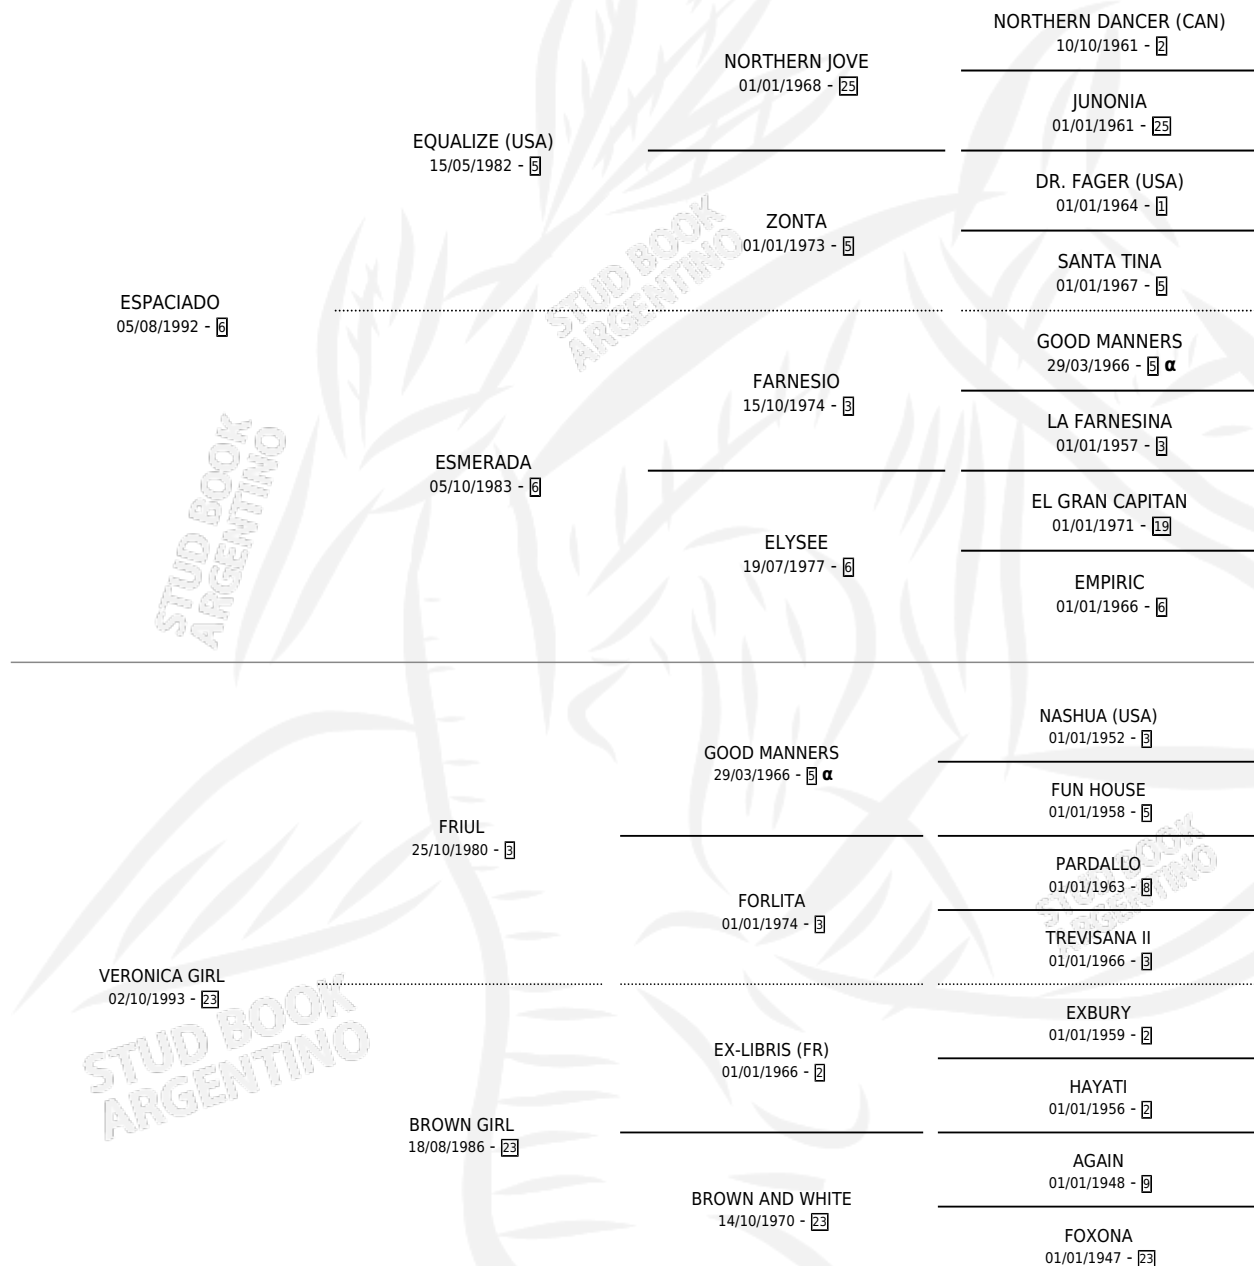 NORTHERN DANCER (CAN)
10/10/1961 - 2
NORTHERN JOVE
01/01/1968 - 25
JUNONIA
01/01/1961 - 25
EQUALIZE (USA)
15/05/1982 - 5
DR. FAGER (USA)
01/01/1964 - 1
ZONTA
01/01/1973 - 5
SANTA TINA
01/01/1967 - 5
ESPACIADO
05/08/1992 - 6
GOOD MANNERS
29/03/1966 - 5 α
FARNESIO
15/10/1974 - 3
LA FARNESINA
01/01/1957 - 3
ESMERADA
05/10/1983 - 6
EL GRAN CAPITAN
01/01/1971 - 19
ELYSEE
19/07/1977 - 6
EMPIRIC
01/01/1966 - 6
NASHUA (USA)
01/01/1952 - 3
GOOD MANNERS
29/03/1966 - 5 α
FUN HOUSE
01/01/1958 - 5
FRIUL
25/10/1980 - 3
PARDALLO
01/01/1963 - 8
FORLITA
01/01/1974 - 3
TREVISANA II
01/01/1966 - 3
VERONICA GIRL
02/10/1993 - 23
EXBURY
01/01/1959 - 2
EX-LIBRIS (FR)
01/01/1966 - 2
HAYATI
01/01/1956 - 2
BROWN GIRL
18/08/1986 - 23
AGAIN
01/01/1948 - 9
BROWN AND WHITE
14/10/1970 - 23
FOXONA
01/01/1947 - 23
STUD BOOK
ARGENTINO
STUD BOOK
ARGENTINO
STUD BOOK
ARGENTINO
STUD BOOK
ARGENTINO